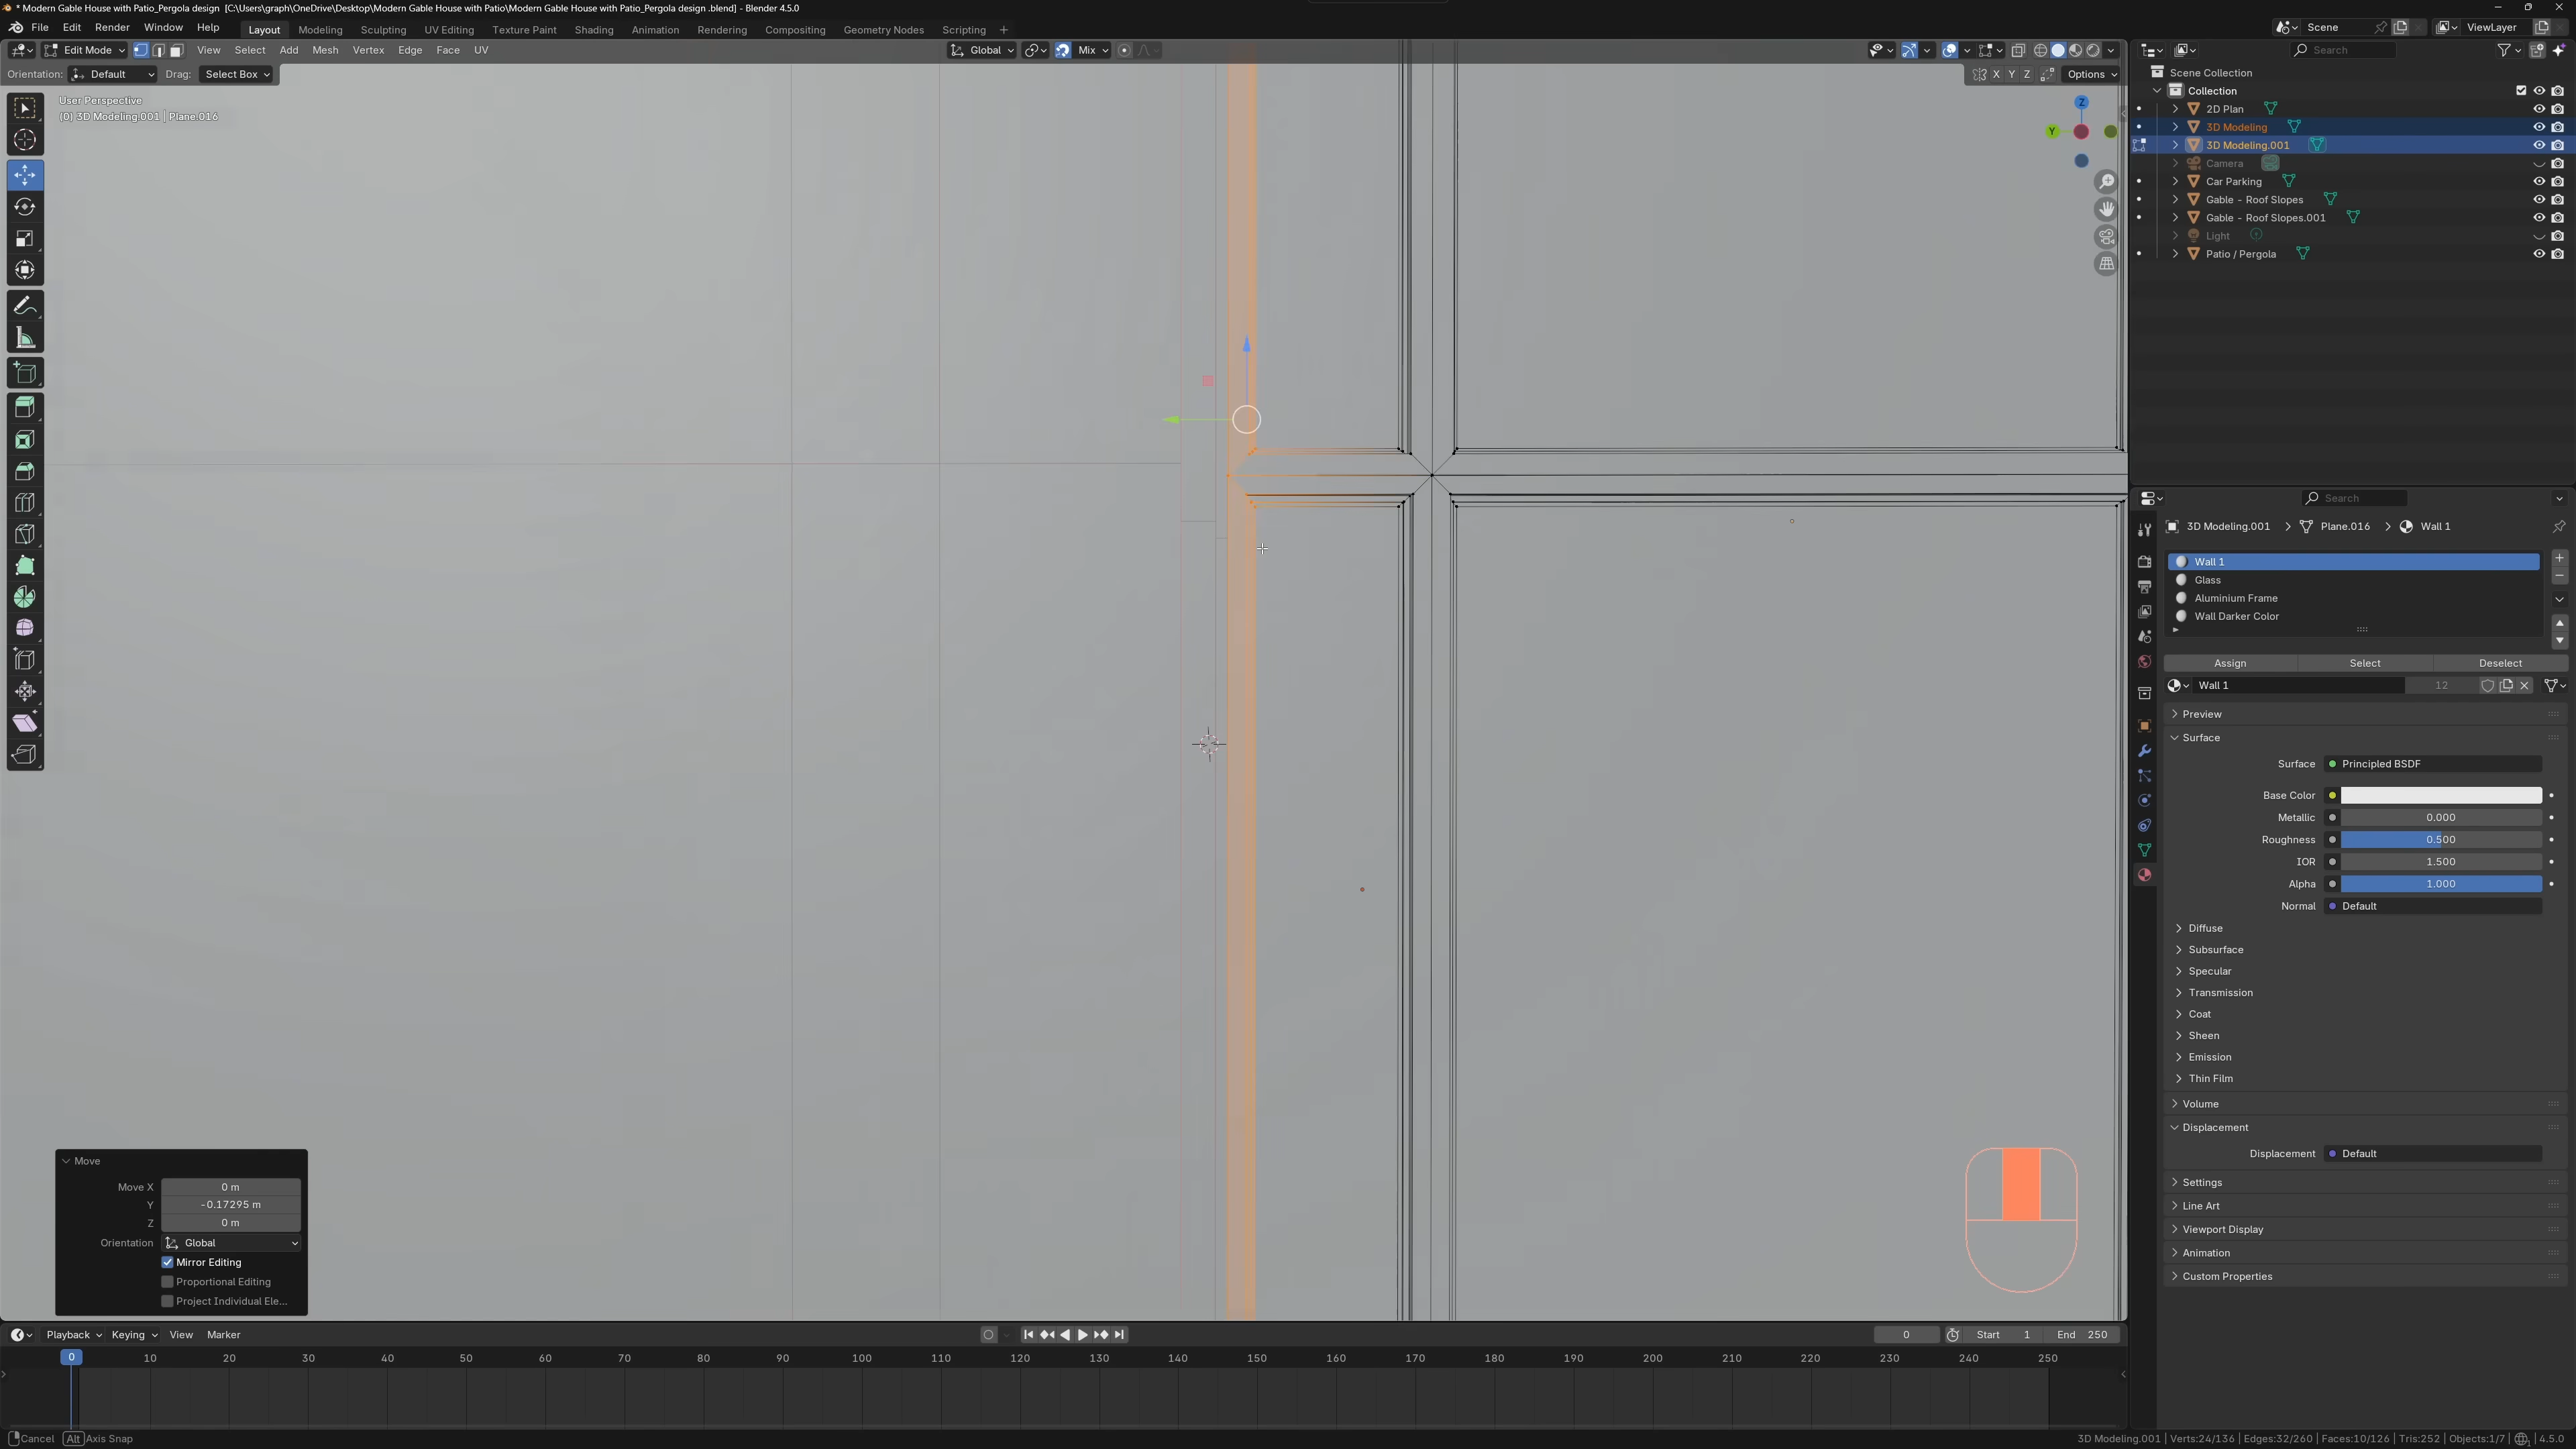 * Modern Gable House with Patio_Pergola design  [C:\Users\graph\OneDrive\Desktop\Modern Gable House with Patio\Modern Gable House with Patio_Pergola design .blend] - Blender 4.5.0
File Edit Render Window Help Layout Modeling Sculpting UV Editing Texture Paint Shading Animation Rendering Compositing Geometry Nodes Scripting + Scene ViewLayer
Edit Mode View Select Add Mesh Vertex Edge Face UV Global Mix Search
Orientation: Default Drag: Select Box X Y Z Options
Scene Collection
Collection
2D Plan
3D Modeling
3D Modeling.001
Camera
Car Parking
Gable - Roof Slopes
Gable - Roof Slopes.001
Light
Patio / Pergola
User Perspective
(0) 3D Modeling.001 | Plane.016
Z
Y
Search
3D Modeling.001 > Plane.016 > Wall 1
Wall 1
Glass
Aluminium Frame
Wall Darker Color
Assign Select Deselect
Wall 1 12
Preview
Surface
Surface Principled BSDF
Base Color
Metallic 0.000
Roughness 0.500
IOR 1.500
Alpha 1.000
Normal Default
Diffuse
Subsurface
Specular
Transmission
Coat
Sheen
Emission
Thin Film
Volume
Displacement
Displacement Default
Settings
Line Art
Viewport Display
Animation
Custom Properties
Move
Move X 0 m
Y -0.17295 m
Z 0 m
Orientation Global
Mirror Editing
Proportional Editing
Project Individual Ele...
Playback Keying View Marker 0 Start 1 End 250
0 10 20 30 40 50 60 70 80 90 100 110 120 130 140 150 160 170 180 190 200 210 220 230 240 250
Cancel Alt Axis Snap 3D Modeling.001 | Verts:24/136 | Edges:32/260 | Faces:10/126 | Tris:252 | Objects:1/7 | 4.5.0